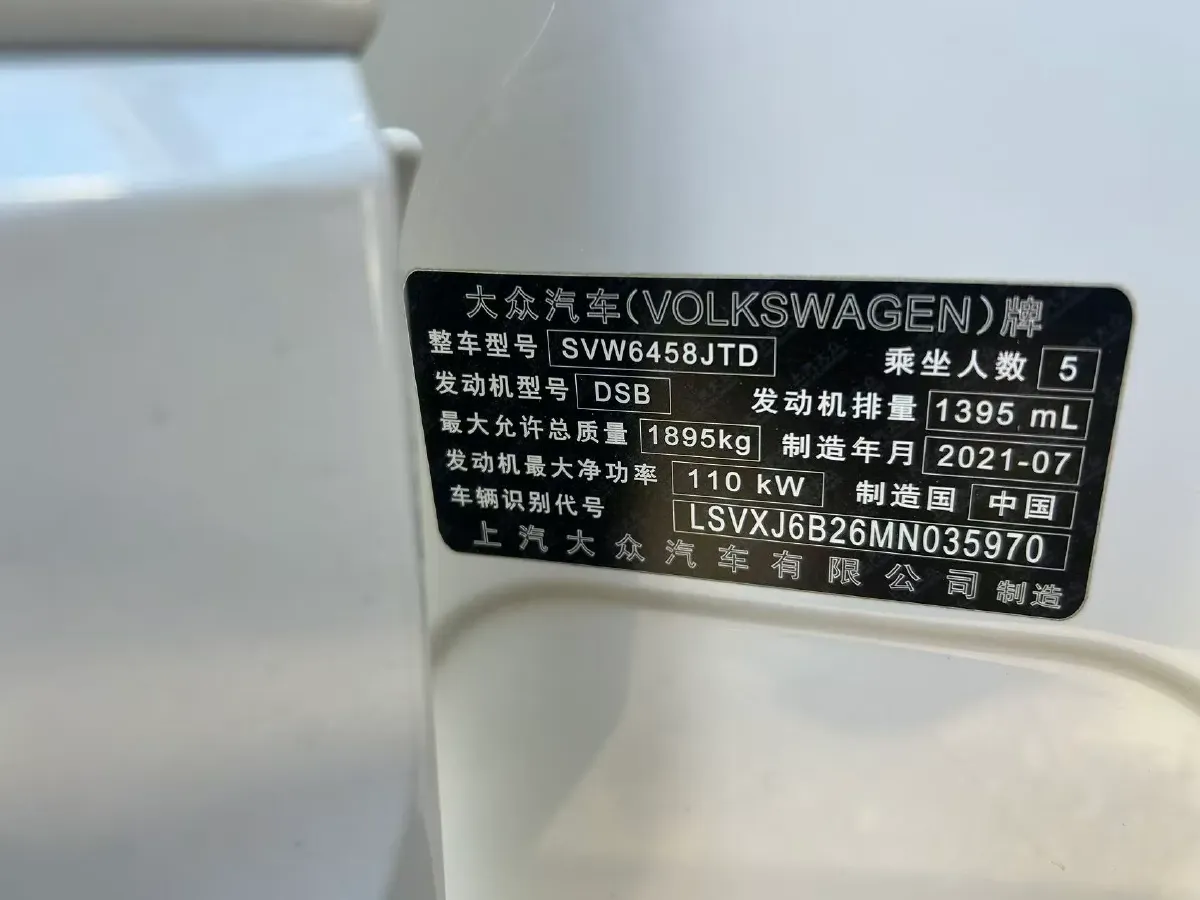 大众汽车(VOLKSWAGEN)牌
整车型号 SVW6458JTD 乘坐人数 5
发动机型号 DSB 发动机排量 1395 mL
最大允许总质量 1895kg 制造年月 2021-07
发动机最大净功率 110 kW 制造国 中国
车辆识别代号 LSVXJ6B26MN035970
上汽大众汽车有限公司 制造